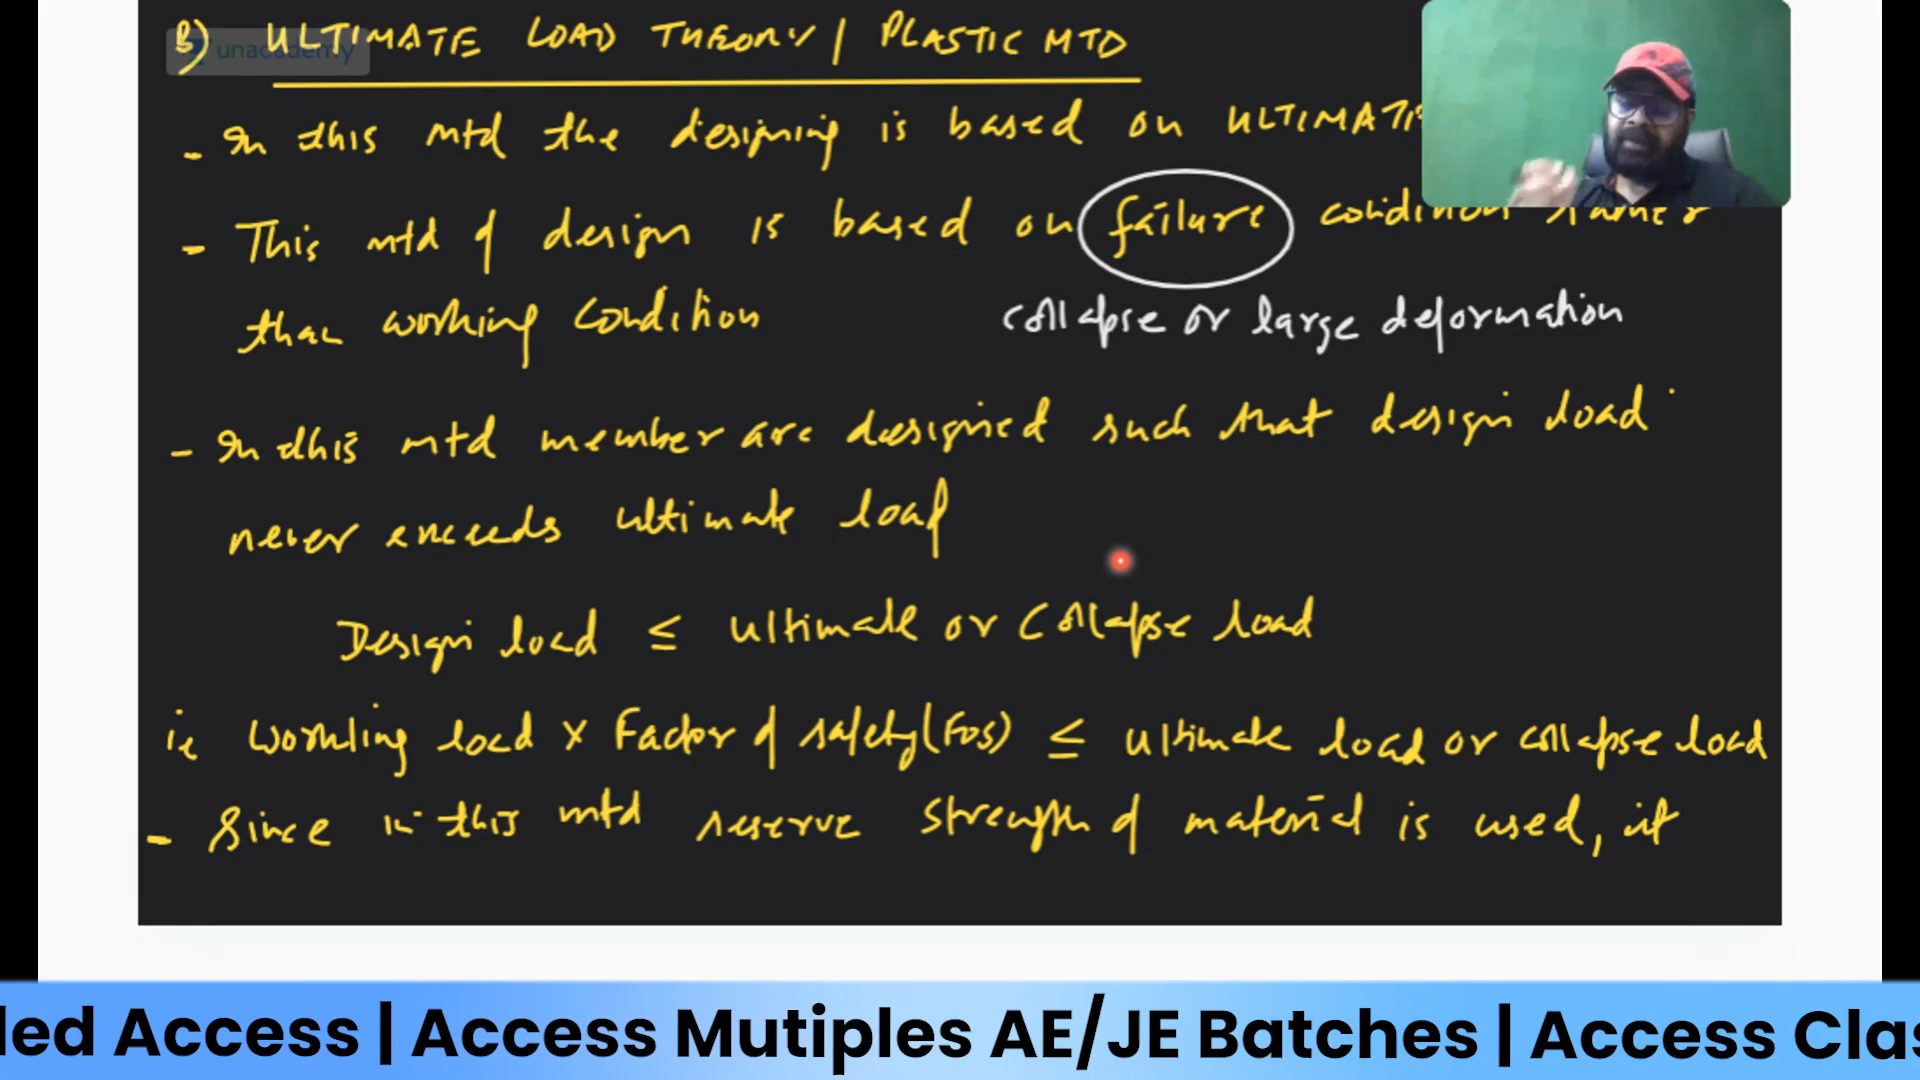 B) ULTIMATE LOAD THEORY / PLASTIC MTD
unacademy
- In this mtd the designing is based on ULTIMATE
- This mtd of design is based on failure condition rather
than working condition
collapse or large deformation
- In this mtd member are designed such that design load
never exceeds ultimate load
Design load ≤ ultimate or collapse load
ie working load x Factor of safety (FOS) ≤ ultimate load or collapse load
- Since in this mtd reserve strength of material is used, it
ded Access | Access Mutiples AE/JE Batches | Access Clas